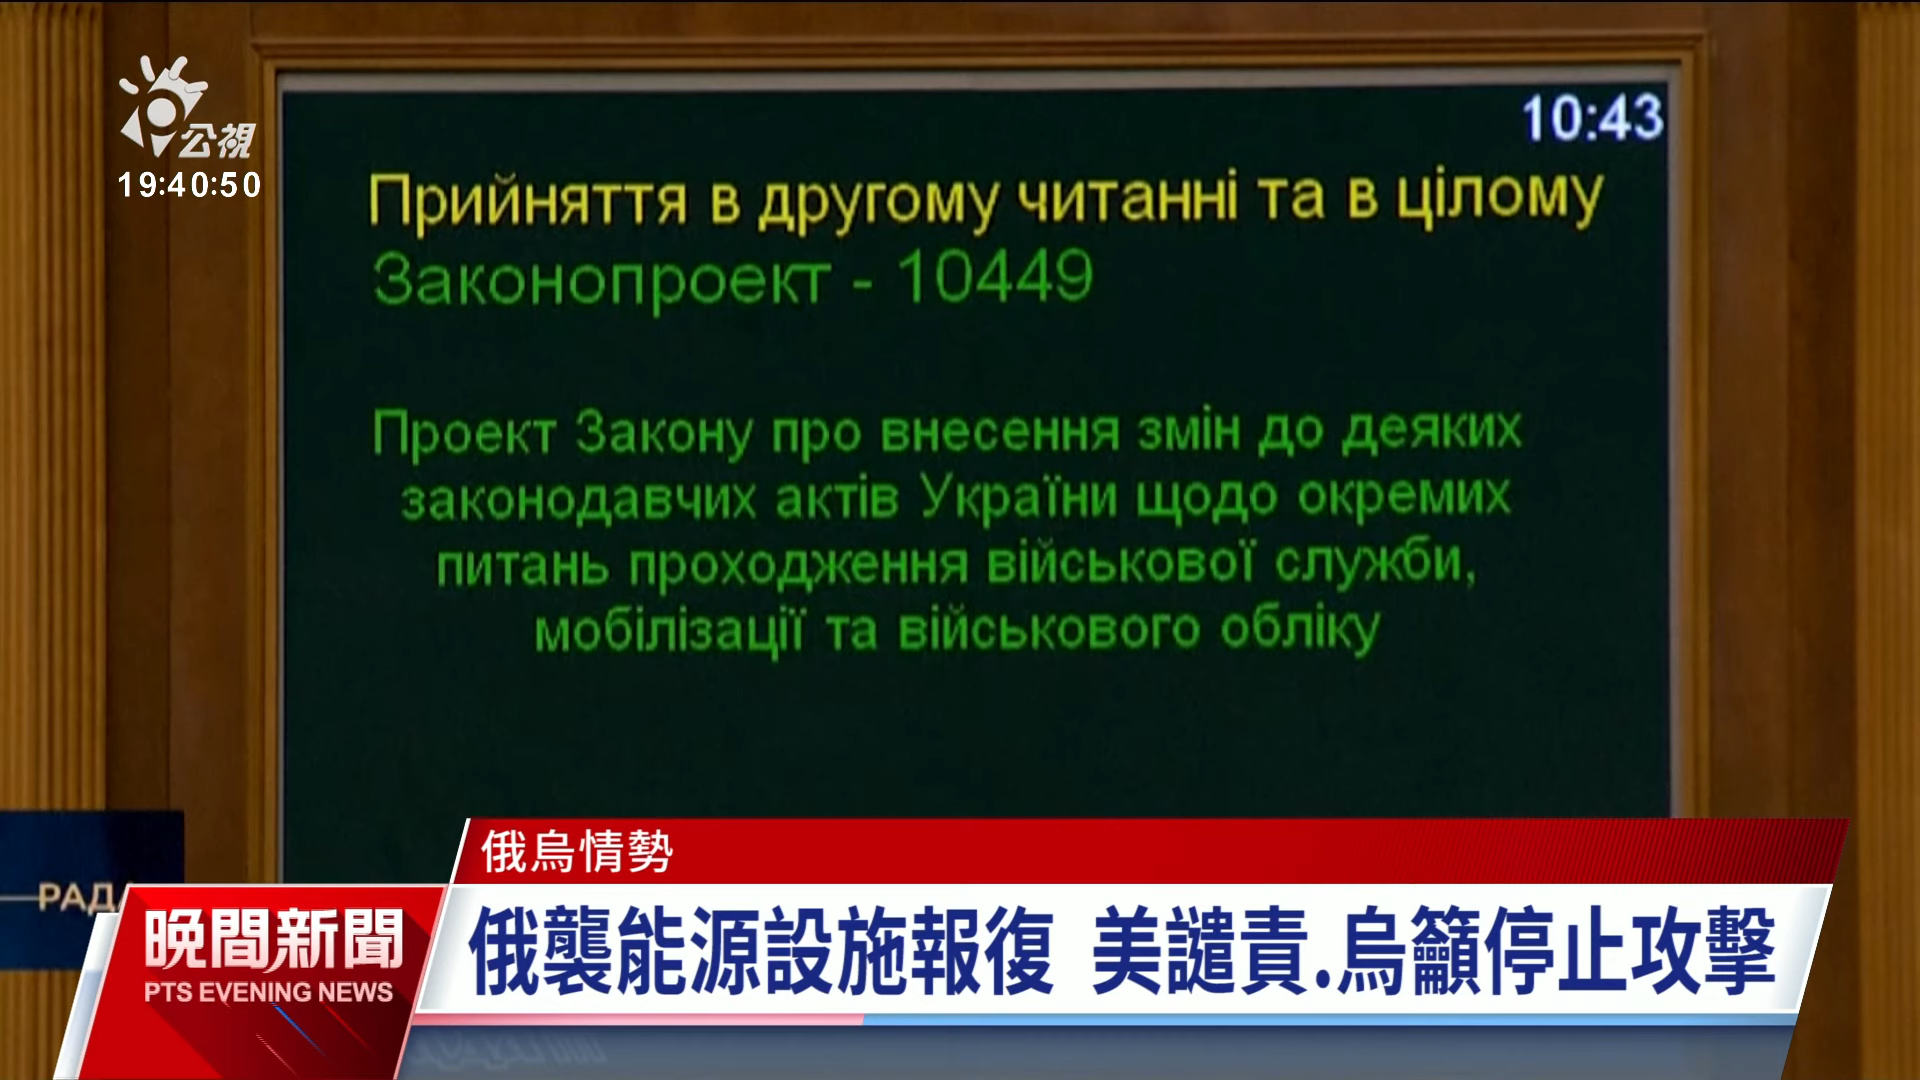 公視
19:40:50
10:43
Прийняття в другому читанні та в цілому
Законопроект - 10449
Проект Закону про внесення змін до деяких
законодавчих актів України щодо окремих
питань проходження військової служби,
мобілізації та військового обліку
РАДА
俄烏情勢
晚間新聞
PTS EVENING NEWS
俄襲能源設施報復 美譴責.烏籲停止攻擊